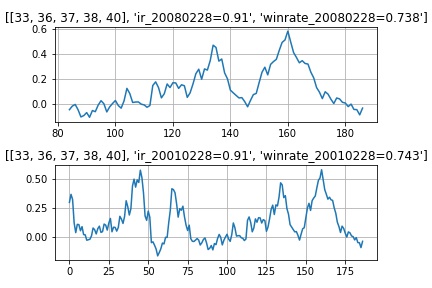 [[33, 36, 37, 38, 40], 'ir_20080228=0.91', 'winrate_20080228=0.738']
0.6
0.4
0.2
0.0
80 100 120 140 160 180
[[33, 36, 37, 38, 40], 'ir_20010228=0.91', 'winrate_20010228=0.743']
0.50
0.25
0.00
0 25 50 75 100 125 150 175